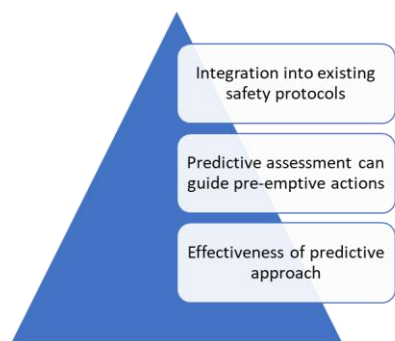 Integration into existing
safety protocols
Predictive assessment can
guide pre-emptive actions
Effectiveness of predictive
approach